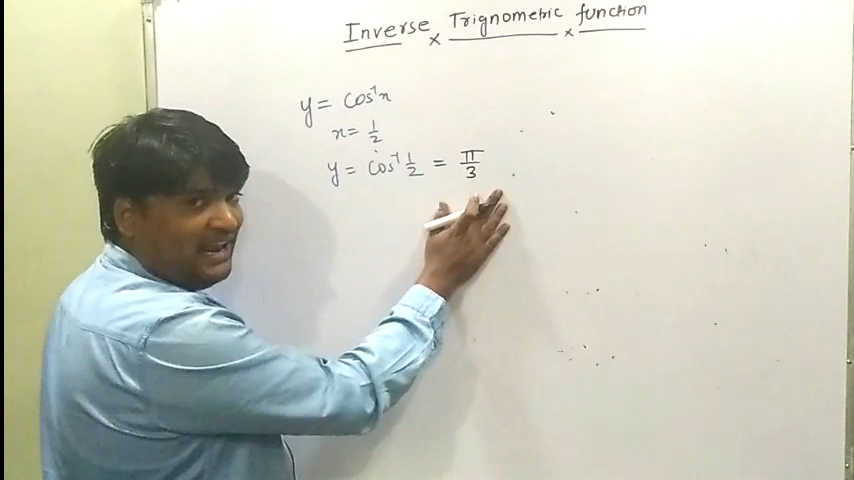 Inverse × Trignometric × function
y = cos⁻¹x
x = 1/2
y = cos⁻¹ 1/2 = π/3